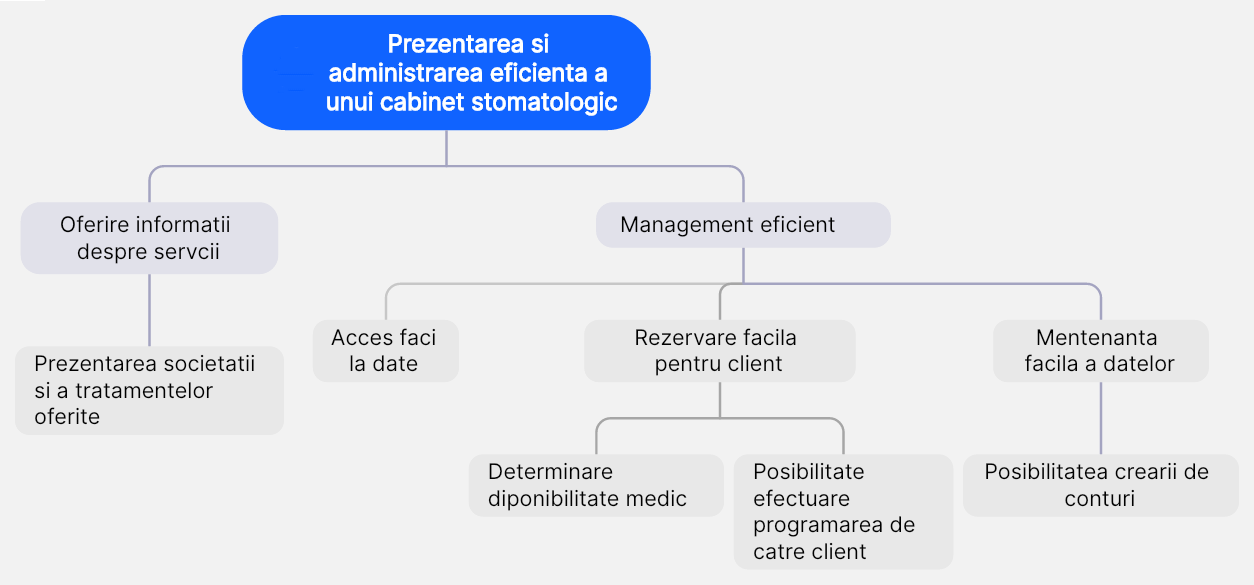 Prezentarea si
administrarea eficienta a
unui cabinet stomatologic
Oferire informatii
despre servcii
Management eficient
Prezentarea societatii
si a tratamentelor
oferite
Acces faci
la date
Rezervare facila
pentru client
Mentenanta
facila a datelor
Determinare
diponibilitate medic
Posibilitate
efectuare
programarea de
catre client
Posibilitatea crearii de
conturi